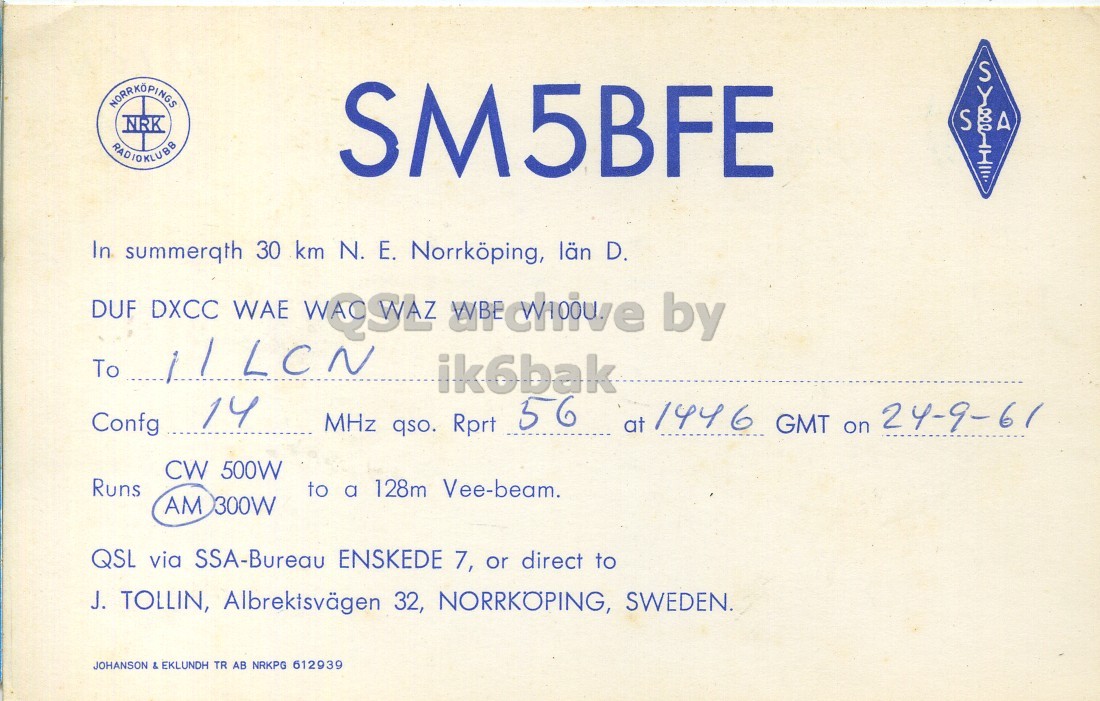 NORRKÖPINGS
NRK
RADIOKLUBB
SM5BFE
S
Y
S A
In summerqth 30 km N. E. Norrköping, län D.
DUF DXCC WAE WAC WAZ WBE W100U.
QSL archive by
ik6bak
To I1LCN
Confg 14 MHz qso. Rprt 56 at 1446 GMT on 24-9-61
Runs CW 500W
AM 300W to a 128m Vee-beam.
QSL via SSA-Bureau ENSKEDE 7, or direct to
J. TOLLIN, Albrektsvägen 32, NORRKÖPING, SWEDEN.
JOHANSON & EKLUNDH TR AB NRKPG 612939